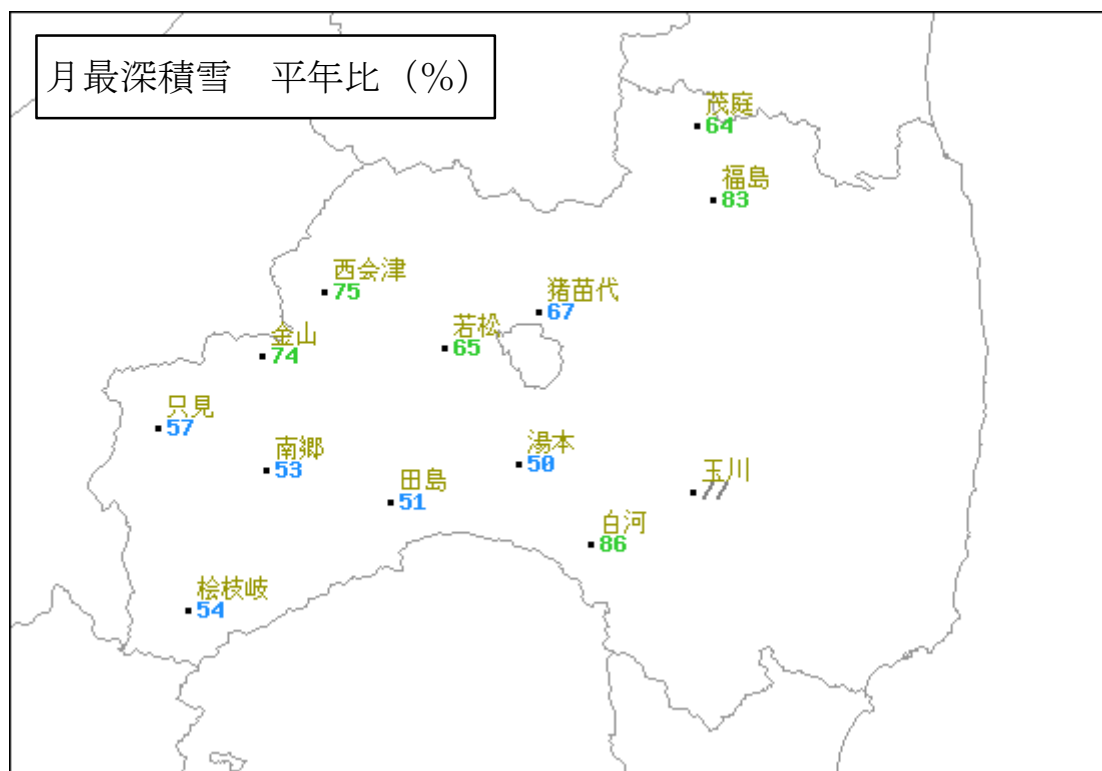 月最深積雪　平年比（％）
茂庭
64
福島
83
西会津
75
猪苗代
67
若松
65
金山
74
只見
57
南郷
53
湯本
50
田島
51
玉川
//
白河
86
桧枝岐
54